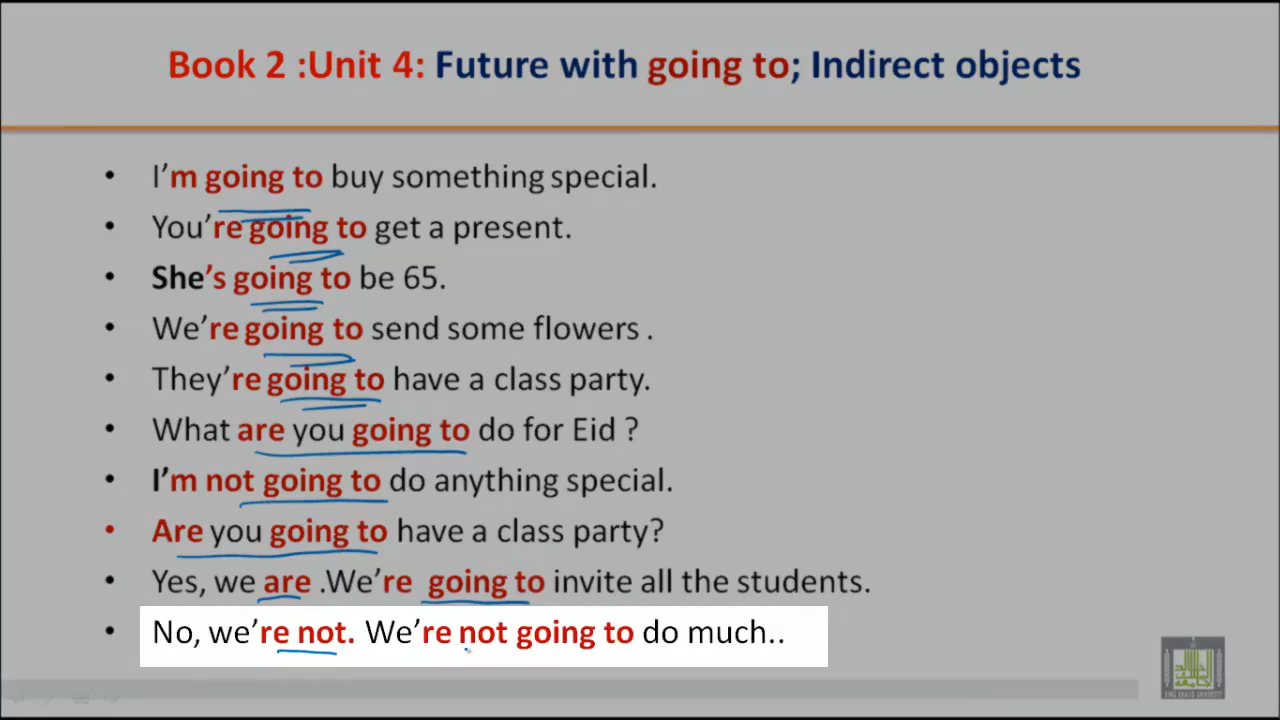 Book 2 :Unit 4: Future with going to; Indirect objects
• I'm going to buy something special.
• You're going to get a present.
• She's going to be 65.
• We're going to send some flowers .
• They're going to have a class party.
• What are you going to do for Eid ?
• I'm not going to do anything special.
• Are you going to have a class party?
• Yes, we are .We're going to invite all the students.
• No, we're not. We're not going to do much..
KING KHALID UNIVERSITY